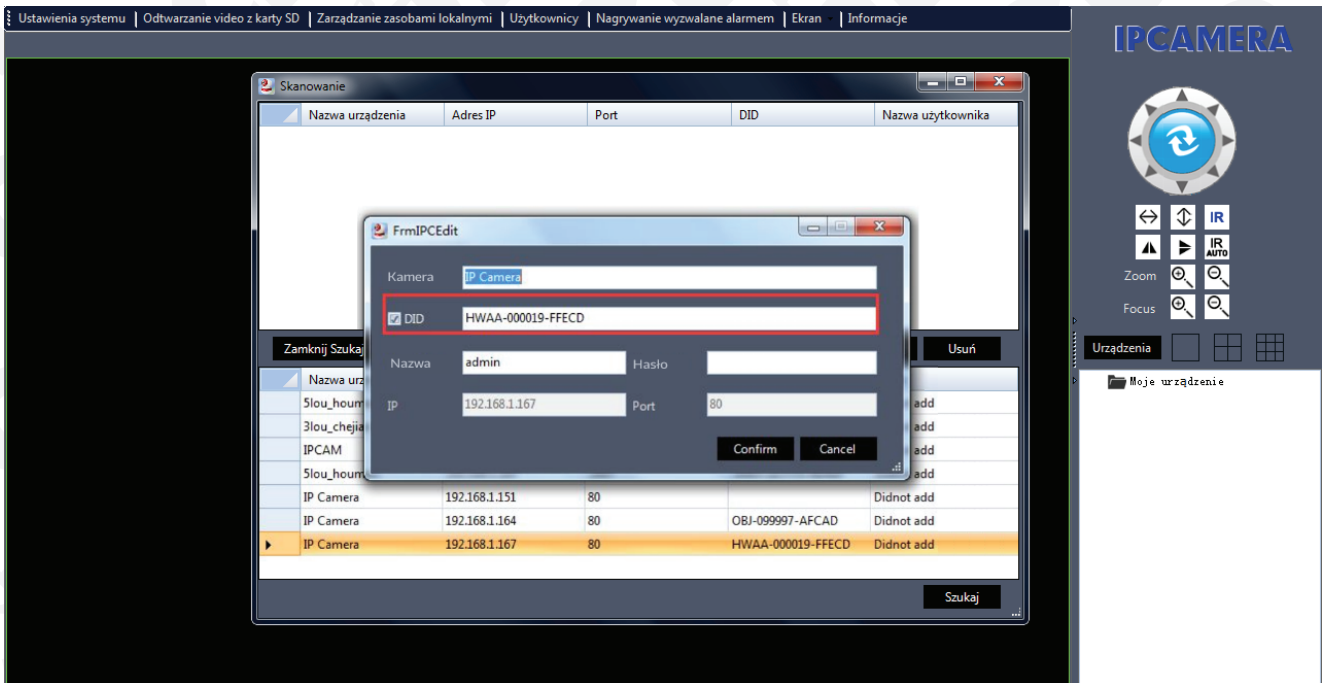 Ustawienia systemu | Odtwarzanie video z karty SD | Zarządzanie zasobami lokalnymi | Użytkownicy | Nagrywanie wyzwalane alarmem | Ekran | Informacje
IPCAMERA
Skanowanie
Nazwa urządzenia Adres IP Port DID Nazwa użytkownika
FrmIPCEdit
Kamera IP Camera
DID HWAA-000019-FFECD
Nazwa admin Hasło
IP 192.168.1.167 Port 80
Confirm Cancel
Zamknij Szukaj Usuń
Nazwa urz
5lou_houm add
3lou_chejia add
IPCAM add
5lou_houm add
IP Camera 192.168.1.151 80 Didnot add
IP Camera 192.168.1.164 80 OBJ-099997-AFCAD Didnot add
IP Camera 192.168.1.167 80 HWAA-000019-FFECD Didnot add
Szukaj
IR
IR
AUTO
Zoom
Focus
Urządzenia
Moje urządzenie